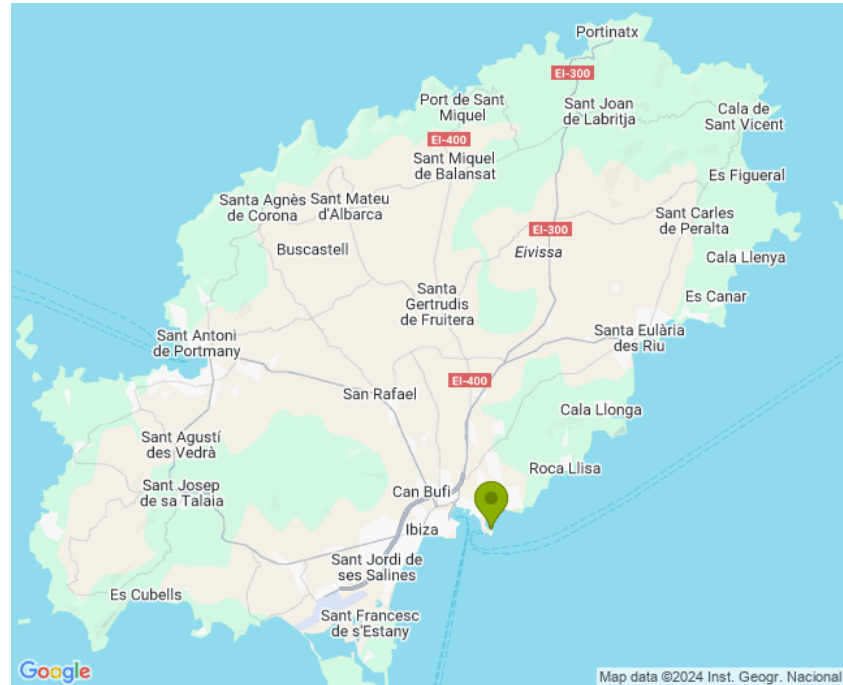 Portinatx
EI-300
Port de Sant
Miquel
Sant Joan
de Labritja
Cala de
Sant Vicent
EI-400
Sant Miquel
de Balansat
Es Figueral
Santa Agnès
de Corona
Sant Mateu
d'Albarca
Sant Carles
de Peralta
EI-300
Buscastell
Eivissa
Cala Llenya
Santa
Gertrudis
de Fruitera
Es Canar
Sant Antoni
de Portmany
Santa Eulària
des Riu
EI-400
San Rafael
Cala Llonga
Sant Agustí
des Vedrà
Roca Llisa
Sant Josep
de sa Talaia
Can Bufí
Ibiza
Sant Jordi de
ses Salines
Es Cubells
Sant Francesc
de s'Estany
Google
Map data ©2024 Inst. Geogr. Nacional